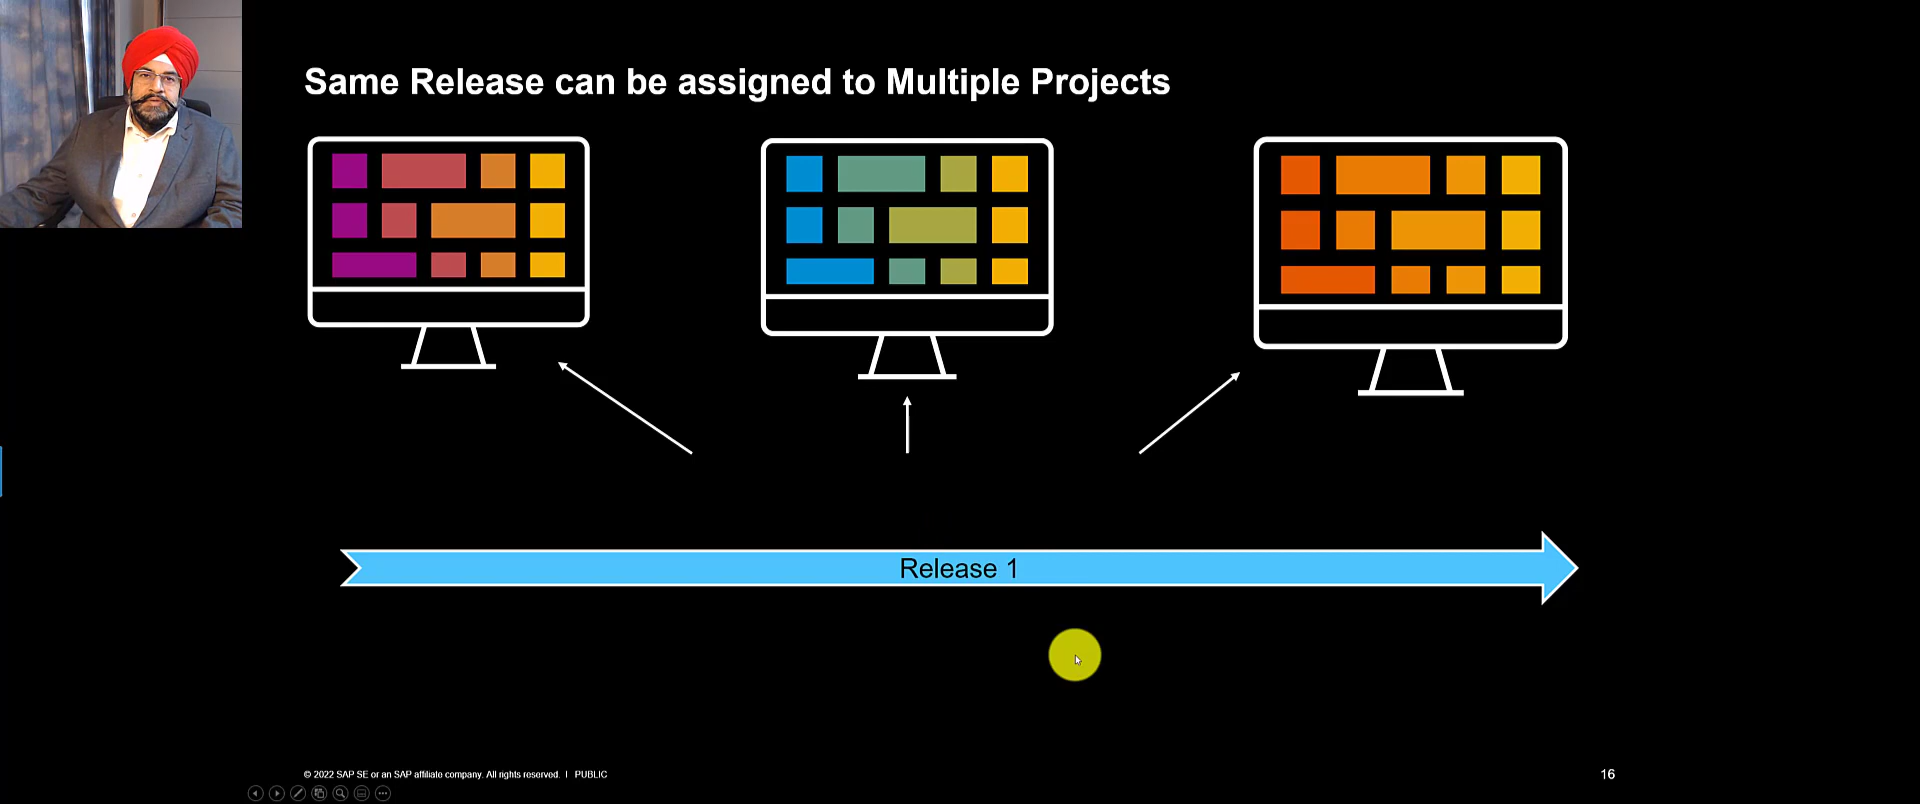 Same Release can be assigned to Multiple Projects
Release 1
© 2022 SAP SE or an SAP affiliate company. All rights reserved. I PUBLIC
16